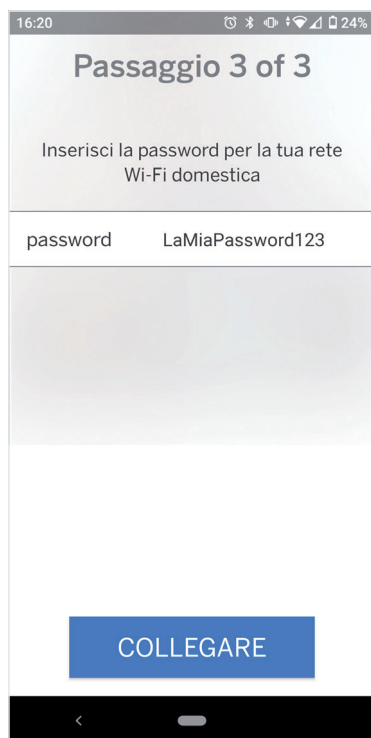 16:20 24%
Passaggio 3 of 3
Inserisci la password per la tua rete
Wi-Fi domestica
password LaMiaPassword123
COLLEGARE